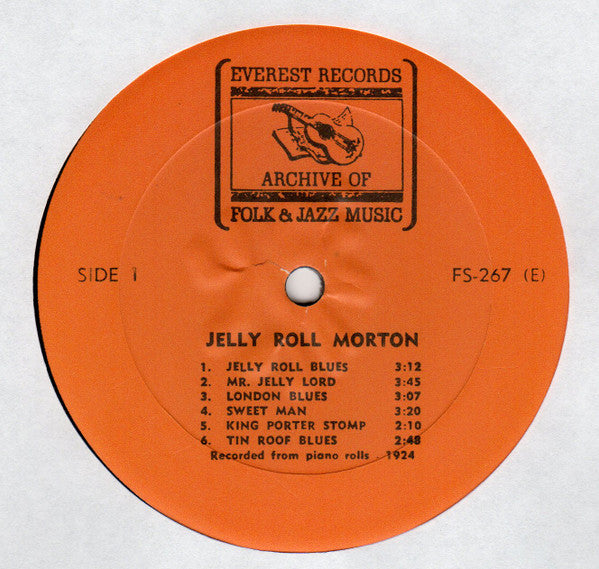 EVEREST RECORDS
ARCHIVE OF
FOLK & JAZZ MUSIC
SIDE 1 FS-267 (E)
JELLY ROLL MORTON
1. JELLY ROLL BLUES 3:12
2. MR. JELLY LORD 3:45
3. LONDON BLUES 3:07
4. SWEET MAN 3:20
5. KING PORTER STOMP 2:10
6. TIN ROOF BLUES 2:48
Recorded from piano rolls - 1924